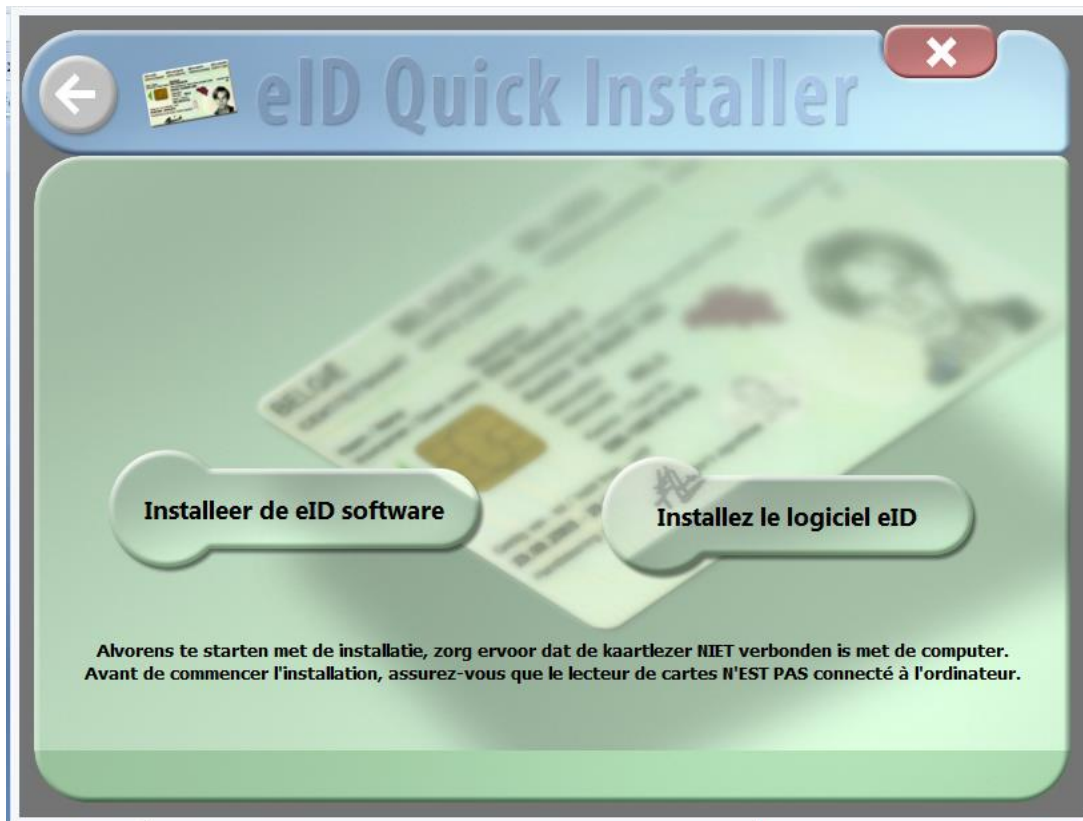 eID Quick Installer
BELGIË
Installeer de eID software
Installez le logiciel eID
Alvorens te starten met de installatie, zorg ervoor dat de kaartlezer NIET verbonden is met de computer.
Avant de commencer l'installation, assurez-vous que le lecteur de cartes N'EST PAS connecté à l'ordinateur.